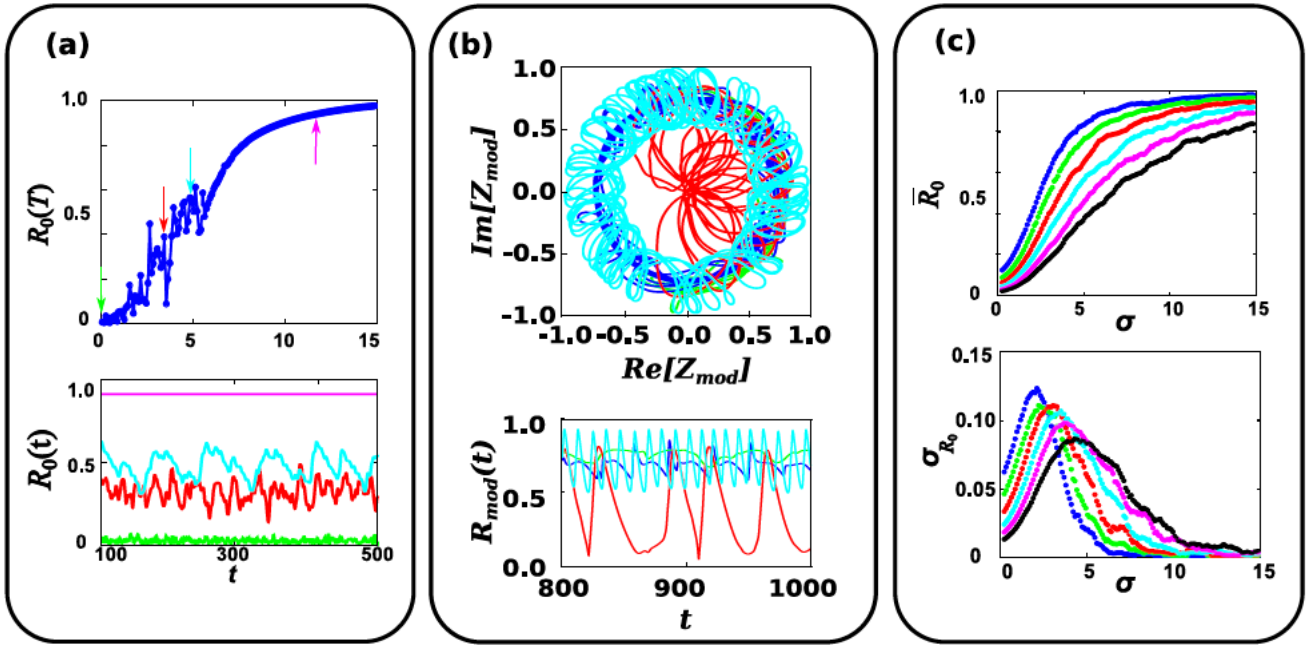 (a)
1.0
0.5
0
R0(T)
0 5 10 15
1.0
0.5
0
R0(t)
100 300 500
t
(b)
1.0
0.5
0.0
-0.5
-1.0
Im[Zmod]
-1.0 -0.5 0.0 0.5 1.0
Re[Zmod]
1.0
0.5
0.0
Rmod(t)
800 900 1000
t
(c)
1.0
0.5
0
R̅0
0 5 10 15
σ
0.15
0.10
0.05
0
σR0
0 5 10 15
σ